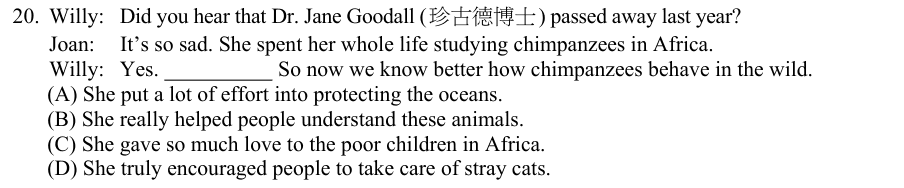 20. Willy: Did you hear that Dr. Jane Goodall (珍古德博士) passed away last year?
Joan: It's so sad. She spent her whole life studying chimpanzees in Africa.
Willy: Yes. __________ So now we know better how chimpanzees behave in the wild.
(A) She put a lot of effort into protecting the oceans.
(B) She really helped people understand these animals.
(C) She gave so much love to the poor children in Africa.
(D) She truly encouraged people to take care of stray cats.